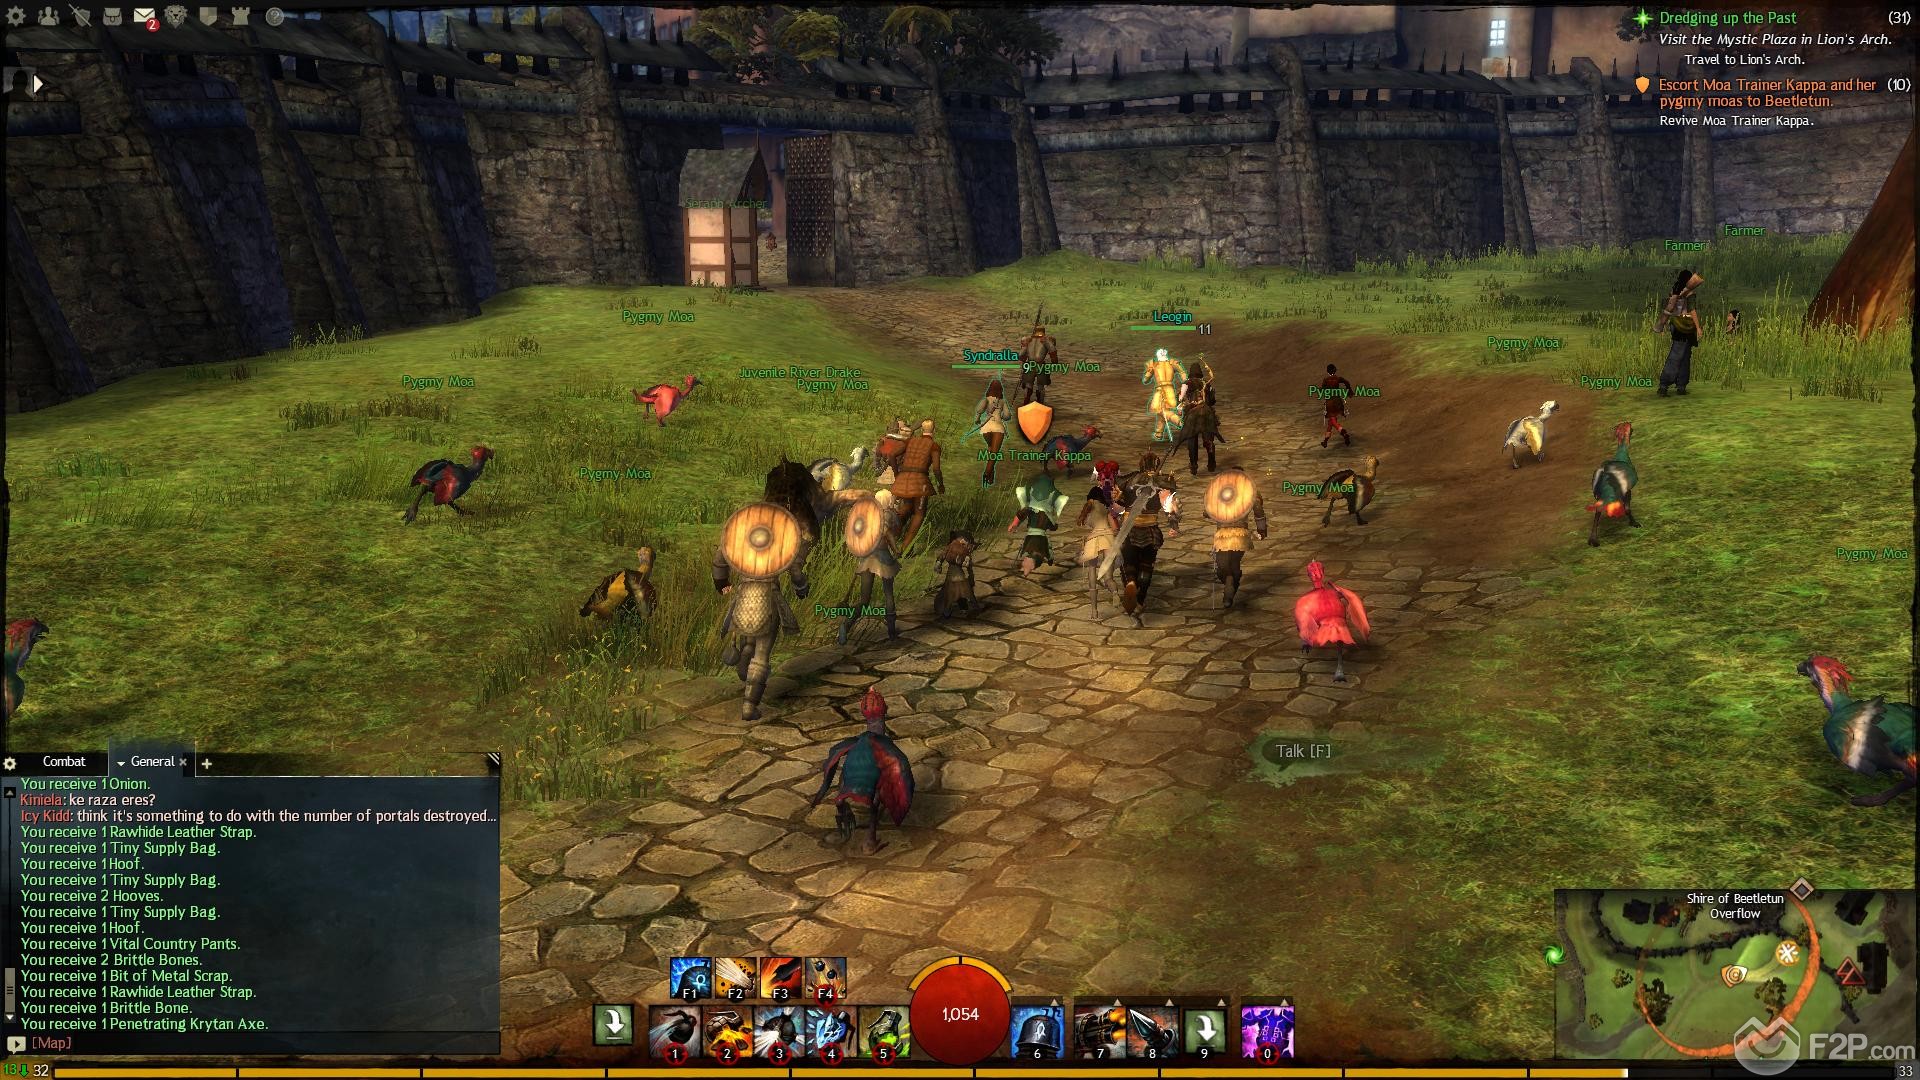 2
Dredging up the Past (31)
Visit the Mystic Plaza in Lion's Arch.
Travel to Lion's Arch.
Escort Moa Trainer Kappa and her (10)
pygmy moas to Beetletun.
Revive Moa Trainer Kappa.
Seraph Archer
Farmer
Farmer
Pygmy Moa
Leogin
11
Pygmy Moa
Syndralla
9
Pygmy Moa
Juvenile River Drake
Pygmy Moa
Pygmy Moa
Pygmy Moa
Pygmy Moa
Moa Trainer Kappa
Pygmy Moa
Pygmy Moa
Pygmy Moa
Pygmy Moa
Talk [F]
Combat
General
You receive 1 Onion.
Kiniela: ke raza eres?
Icy Kidd: think it's something to do with the number of portals destroyed...
You receive 1 Rawhide Leather Strap.
You receive 1 Tiny Supply Bag.
You receive 1 Hoof.
You receive 1 Tiny Supply Bag.
You receive 2 Hooves.
You receive 1 Tiny Supply Bag.
You receive 1 Hoof.
You receive 1 Vital Country Pants.
You receive 2 Brittle Bones.
You receive 1 Bit of Metal Scrap.
You receive 1 Rawhide Leather Strap.
You receive 1 Brittle Bone.
You receive 1 Penetrating Krytan Axe.
[Map]
13 32
F1 F2 F3 F4
1 2 3 4 5
1,054
6 7 8 9 0
Shire of Beetletun
Overflow
F2P.com
33